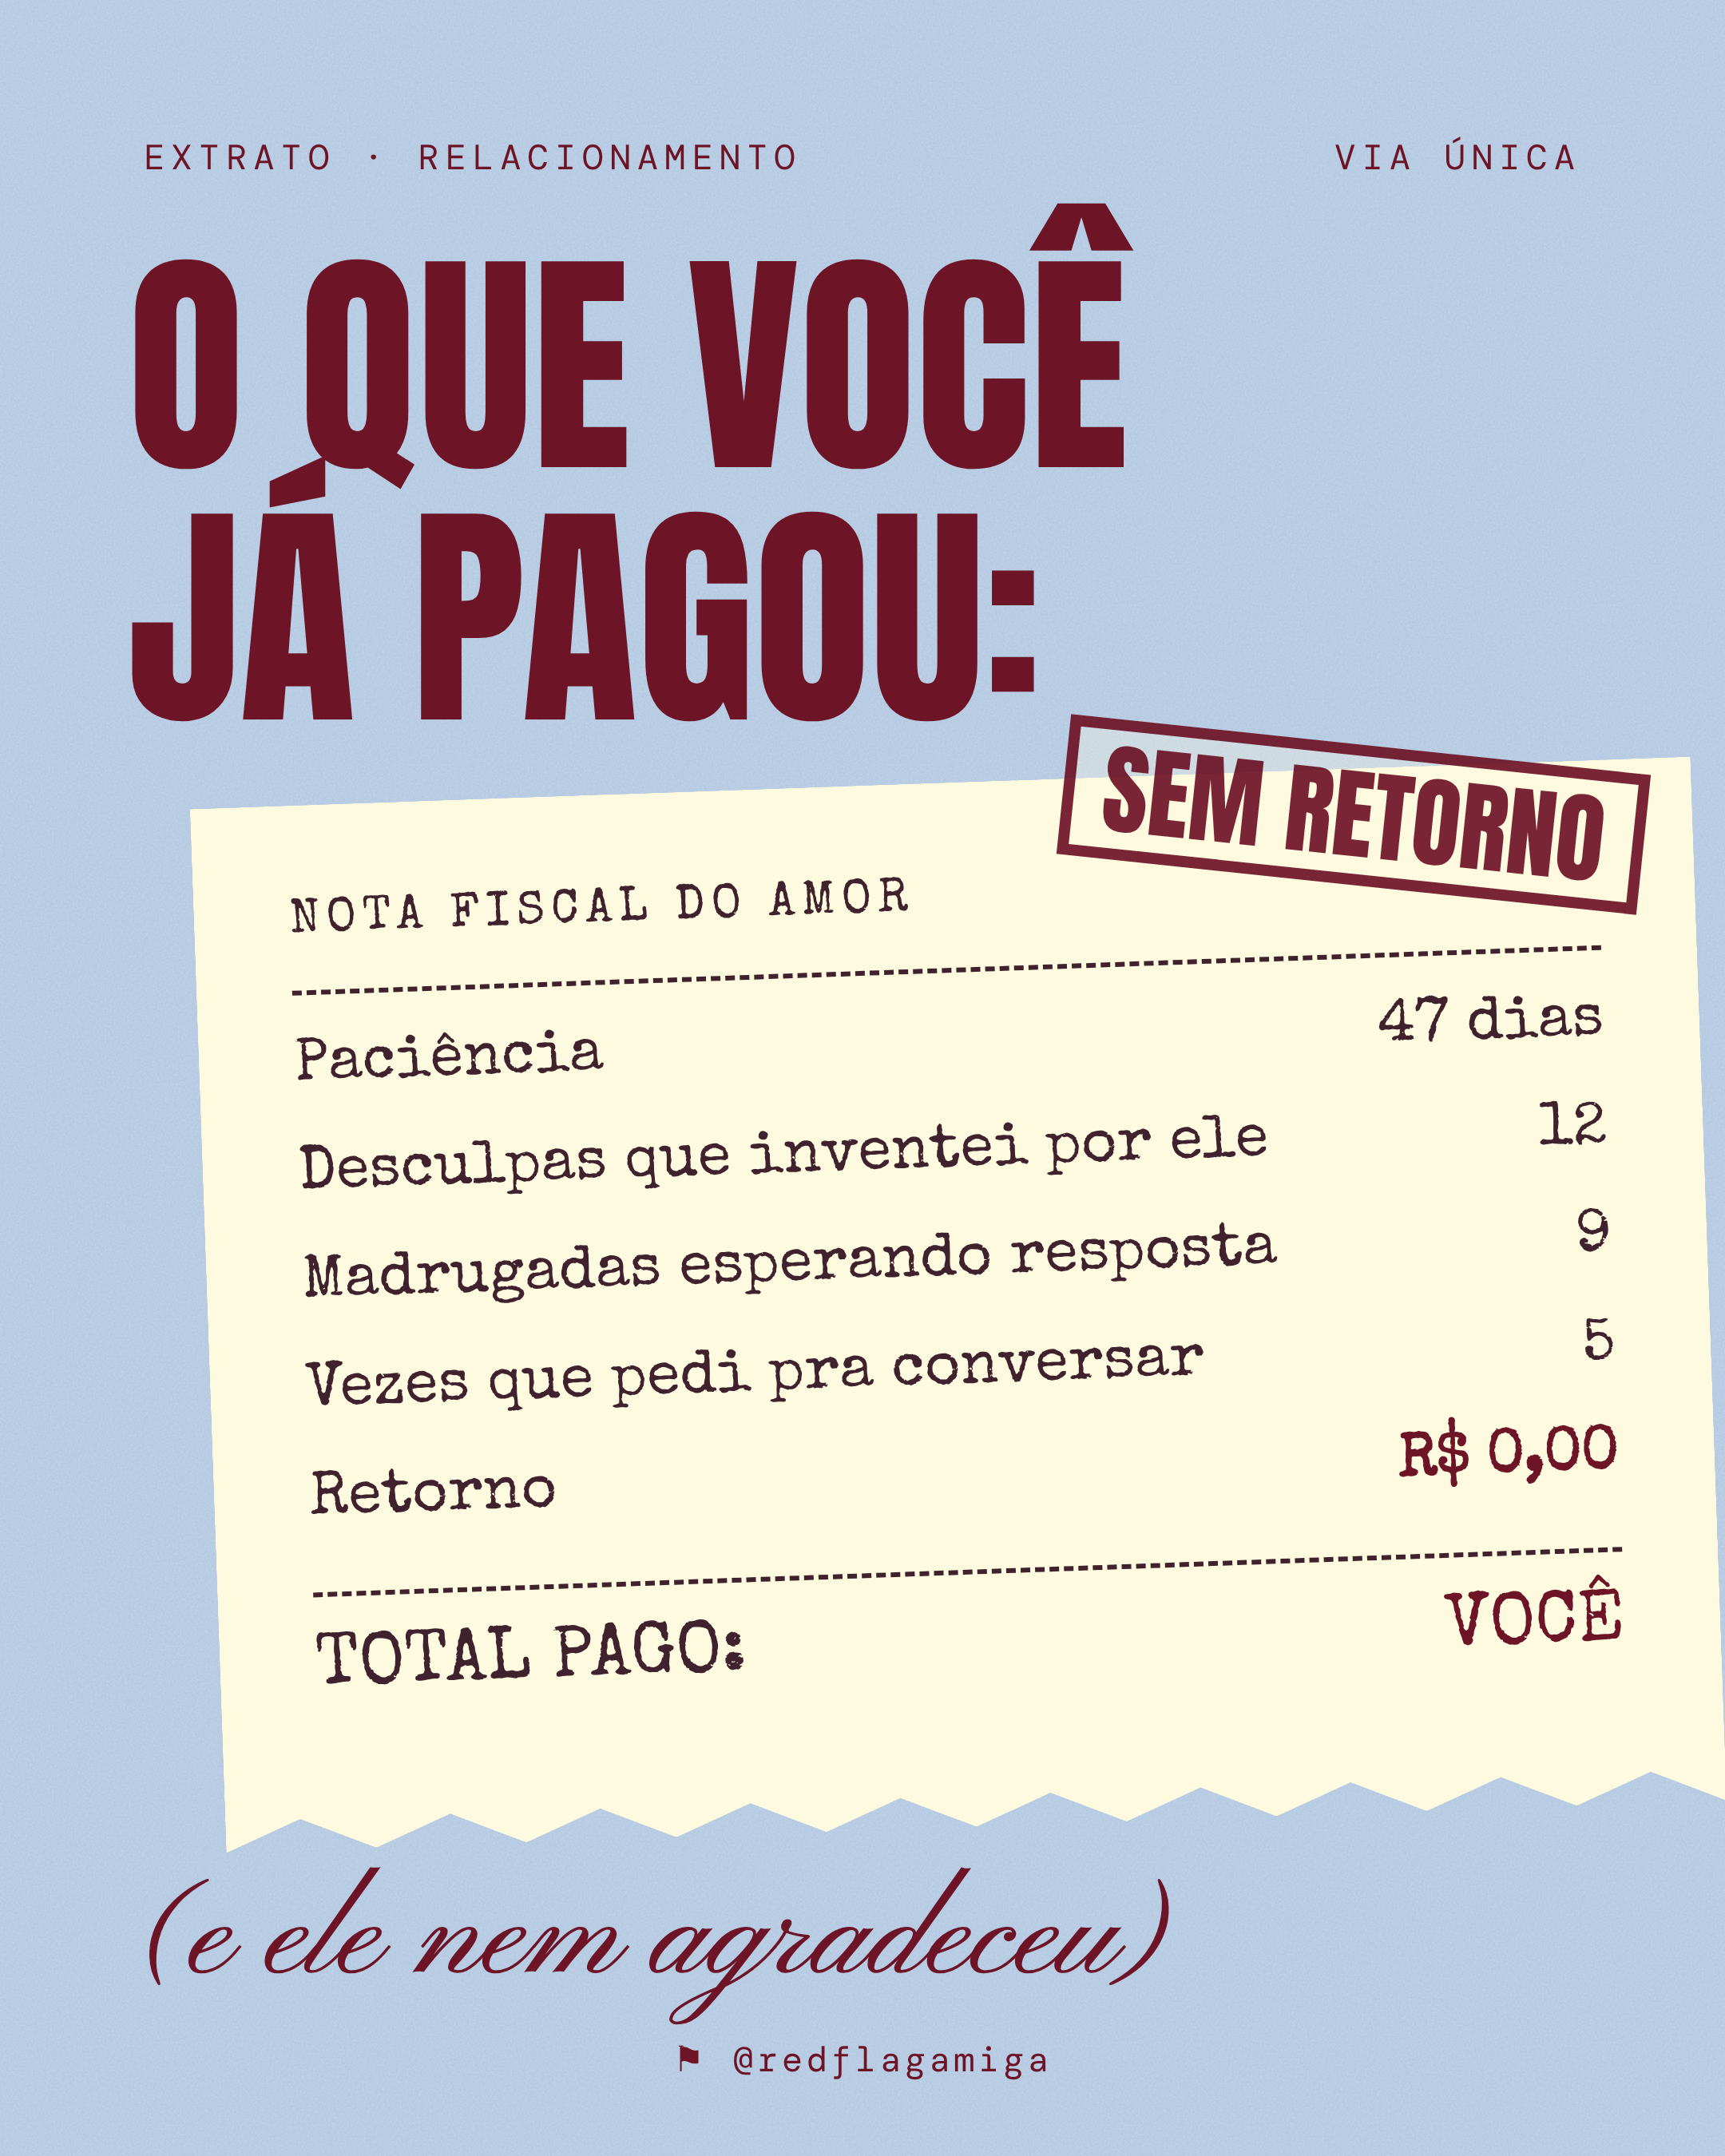 EXTRATO · RELACIONAMENTO VIA ÚNICA
O QUE VOCÊ
JÁ PAGOU:
SEM RETORNO
NOTA FISCAL DO AMOR
Paciência 47 dias
Desculpas que inventei por ele 12
Madrugadas esperando resposta 9
Vezes que pedi pra conversar 5
Retorno R$ 0,00
TOTAL PAGO: VOCÊ
(e ele nem agradeceu)
⚑ @redflagamiga